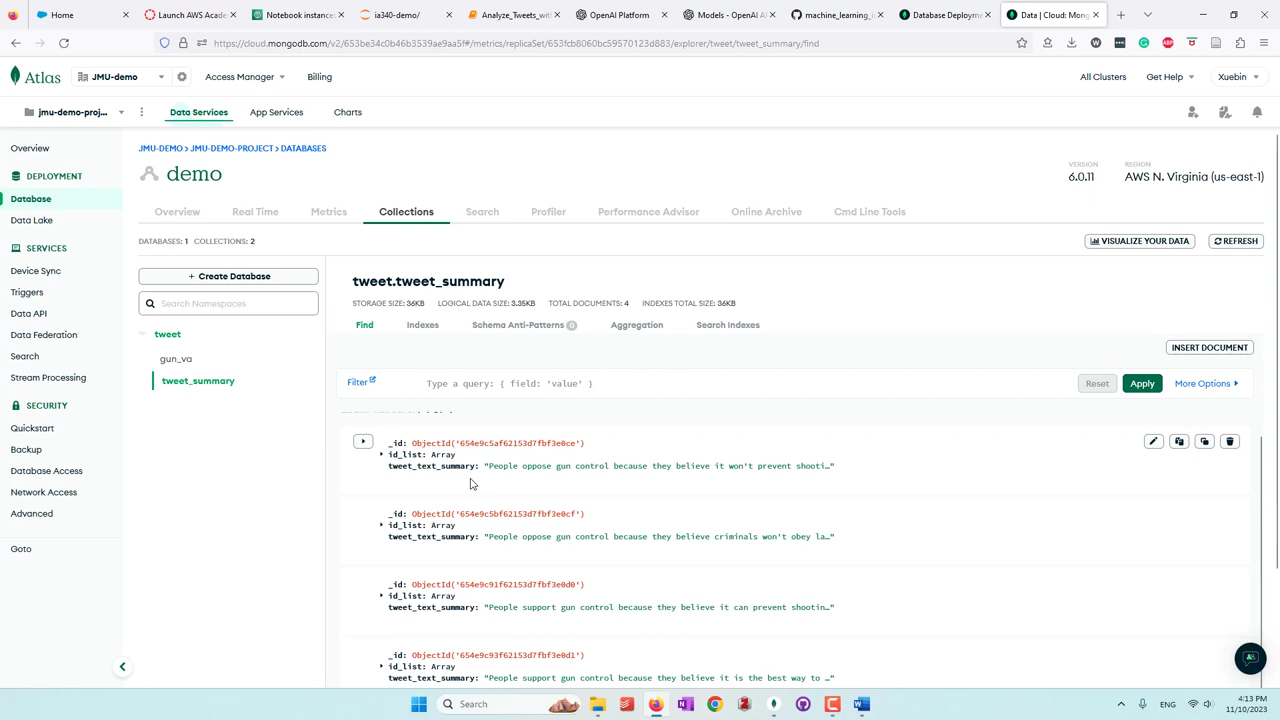 Salesforce
JMU AWS Acade
Notebook instances
ia340-demo/
Analyze_Tweets_witl
OpenAI Platform
Models - OpenAI A
machine_learning_i
Database Deployme
Data | Cloud: Mong
https://cloud.mongodb.com/v2/653be34c0b46b3539c9aa5f#/metrics/replicaSet/653fcb8060bc59570123d883/explorer/tweet/tweet_summary/find
Atlas
JMU-demo
Access Manager
Billing
All Clusters
Get Help
Xuebin
jmu-demo-proj...
Data Services
App Services
Charts
Overview
DEPLOYMENT
Database
Data Lake
SERVICES
Device Sync
Triggers
Data API
Data Federation
Search
Stream Processing
SECURITY
Quickstart
Backup
Database Access
Network Access
Advanced
Goto
JMU-DEMO > JMU-DEMO-PROJECT > DATABASES
demo
VERSION
6.0.11
REGION
AWS N. Virginia (us-east-1)
Overview
Real Time
Metrics
Collections
Search
Profiler
Performance Advisor
Online Archive
Cmd Line Tools
DATABASES: 1 COLLECTIONS: 2
VISUALIZE YOUR DATA
REFRESH
+ Create Database
Search Namespaces
tweet
gun_va
tweet_summary
tweet.tweet_summary
STORAGE SIZE: 36KB LOGICAL DATA SIZE: 3.35KB TOTAL DOCUMENTS: 4 INDEXES TOTAL SIZE: 36KB
Find
Indexes
Schema Anti-Patterns 0
Aggregation
Search Indexes
INSERT DOCUMENT
Filter
Type a query: { field: 'value' }
Reset
Apply
More Options
_id: ObjectId('654e9c5af62153d7fbf3e0ce')
id_list: Array
tweet_text_summary: "People oppose gun control because they believe it won't prevent shooti…"
_id: ObjectId('654e9c5bf62153d7fbf3e0cf')
id_list: Array
tweet_text_summary: "People oppose gun control because they believe criminals won't obey la…"
_id: ObjectId('654e9c91f62153d7fbf3e0d0')
id_list: Array
tweet_text_summary: "People support gun control because they believe it can prevent shootin…"
_id: ObjectId('654e9c93f62153d7fbf3e0d1')
id_list: Array
tweet_text_summary: "People support gun control because they believe it is the best way to …"
Search
ENG
4:13 PM
11/10/2023